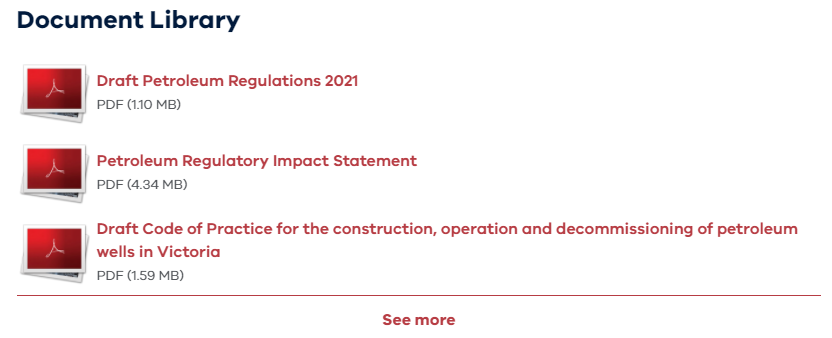 Document Library
Draft Petroleum Regulations 2021
PDF (1.10 MB)
Petroleum Regulatory Impact Statement
PDF (4.34 MB)
Draft Code of Practice for the construction, operation and decommissioning of petroleum
wells in Victoria
PDF (1.59 MB)
See more